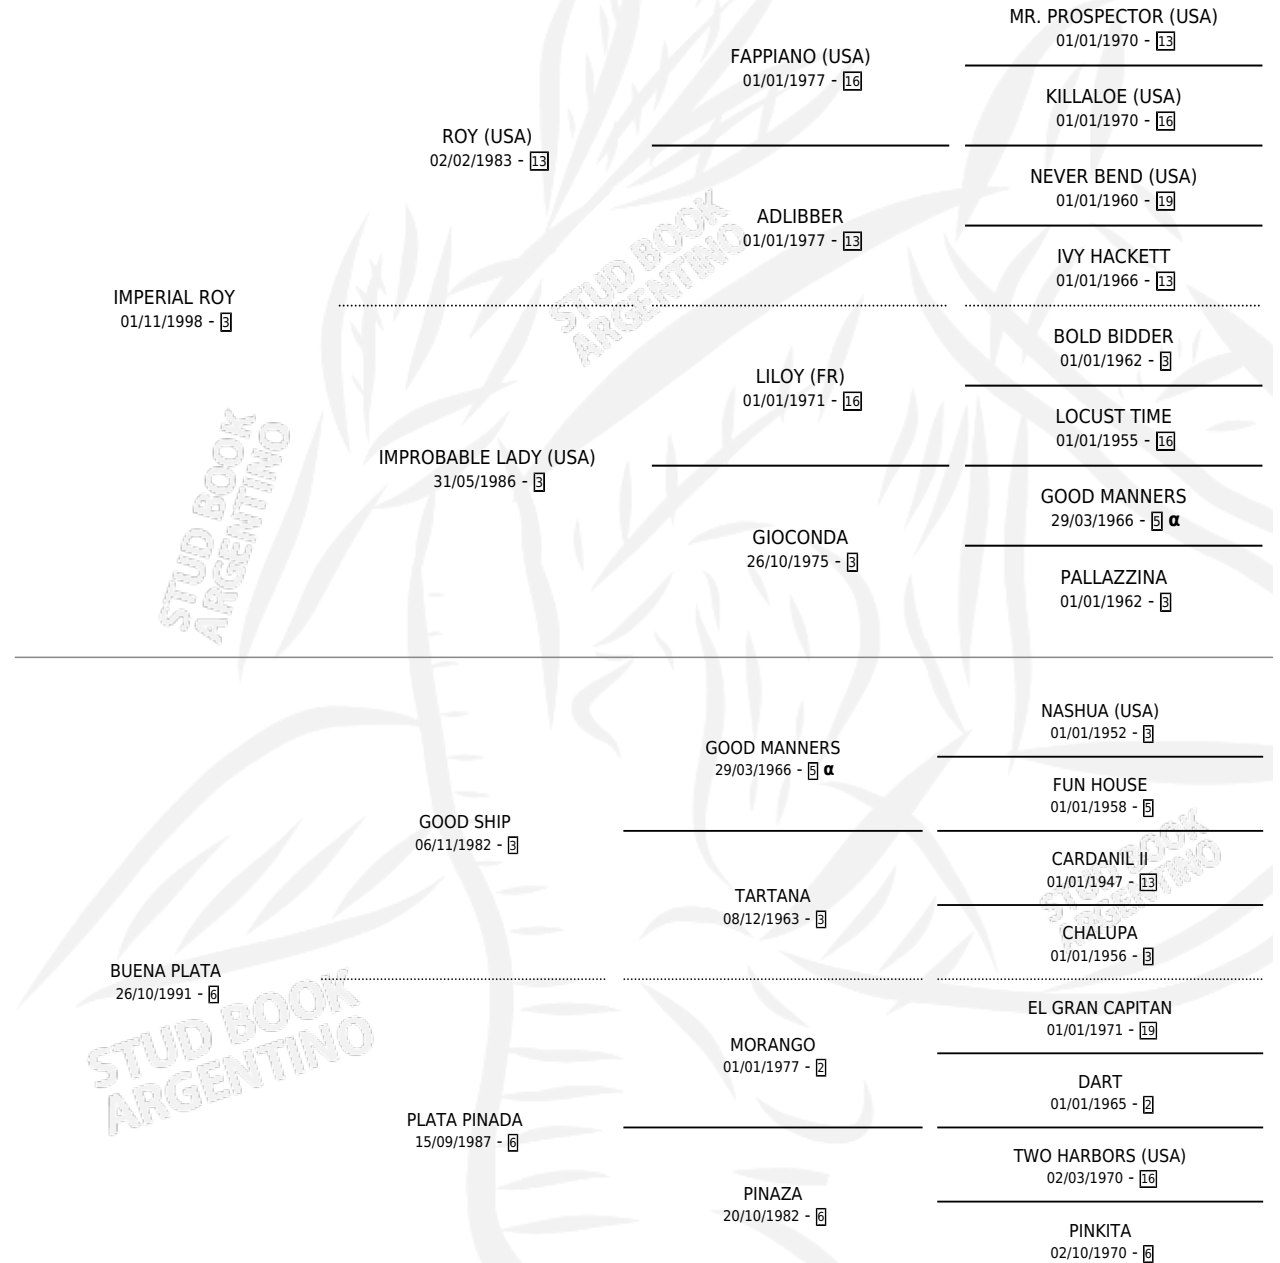 MR. PROSPECTOR (USA)
01/01/1970 - 13
FAPPIANO (USA)
01/01/1977 - 16
KILLALOE (USA)
01/01/1970 - 16
ROY (USA)
02/02/1983 - 13
NEVER BEND (USA)
01/01/1960 - 19
ADLIBBER
01/01/1977 - 13
IVY HACKETT
01/01/1966 - 13
IMPERIAL ROY
01/11/1998 - 3
BOLD BIDDER
01/01/1962 - 3
LILOY (FR)
01/01/1971 - 16
LOCUST TIME
01/01/1955 - 16
IMPROBABLE LADY (USA)
31/05/1986 - 3
GOOD MANNERS
29/03/1966 - 5 α
GIOCONDA
26/10/1975 - 3
PALLAZZINA
01/01/1962 - 3
NASHUA (USA)
01/01/1952 - 3
GOOD MANNERS
29/03/1966 - 5 α
FUN HOUSE
01/01/1958 - 5
GOOD SHIP
06/11/1982 - 3
CARDANIL II
01/01/1947 - 13
TARTANA
08/12/1963 - 3
CHALUPA
01/01/1956 - 3
BUENA PLATA
26/10/1991 - 6
EL GRAN CAPITAN
01/01/1971 - 19
MORANGO
01/01/1977 - 2
DART
01/01/1965 - 2
PLATA PINADA
15/09/1987 - 6
TWO HARBORS (USA)
02/03/1970 - 16
PINAZA
20/10/1982 - 6
PINKITA
02/10/1970 - 6
STUD BOOK
ARGENTINO
STUD BOOK
ARGENTINO
STUD BOOK
ARGENTINO
STUD BOOK
ARGENTINO